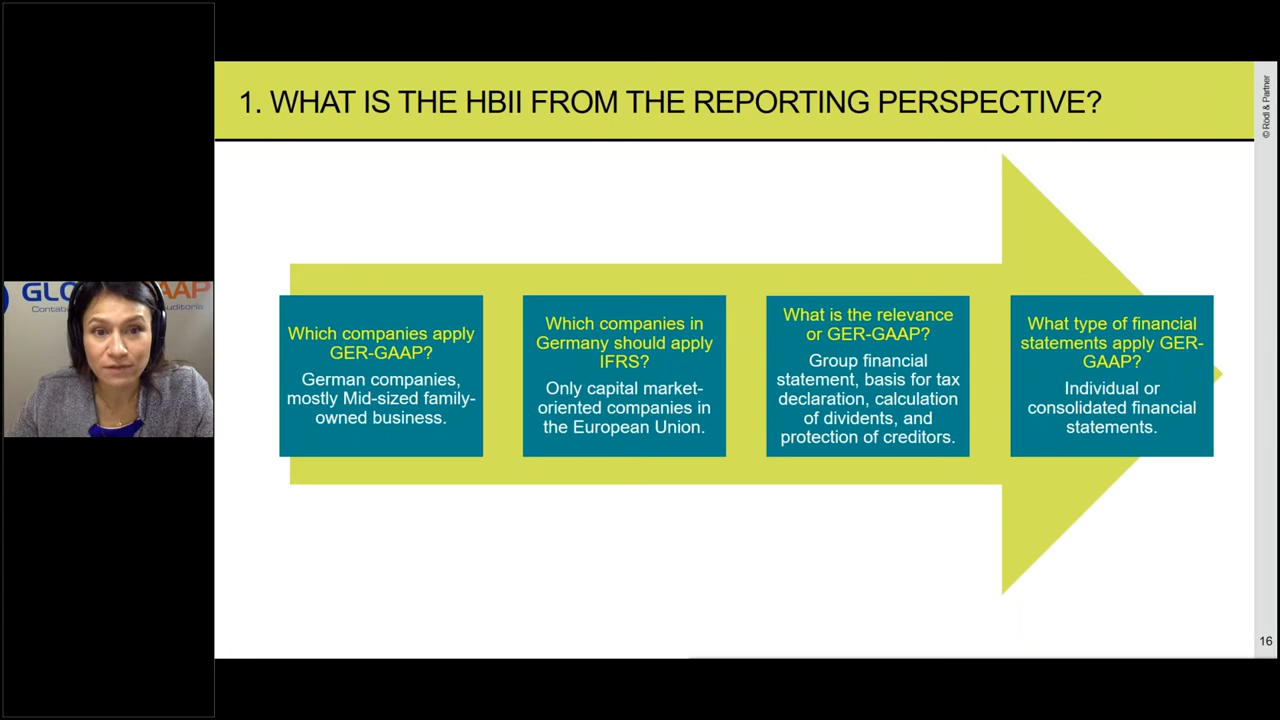 1. WHAT IS THE HBII FROM THE REPORTING PERSPECTIVE?
© Rödl & Partner
Which companies apply
GER-GAAP?
German companies,
mostly Mid-sized family-
owned business.
Which companies in
Germany should apply
IFRS?
Only capital market-
oriented companies in
the European Union.
What is the relevance
or GER-GAAP?
Group financial
statement, basis for tax
declaration, calculation
of dividents, and
protection of creditors.
What type of financial
statements apply GER-
GAAP?
Individual or
consolidated financial
statements.
16